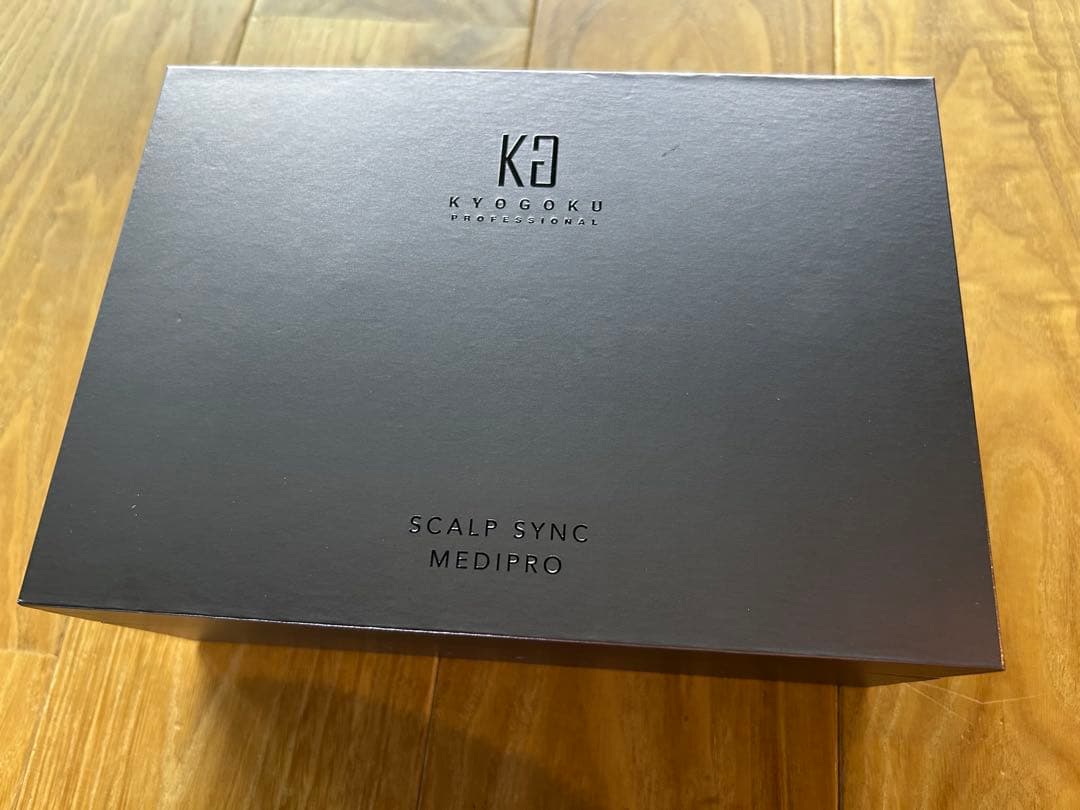 KG
KYOGOKU
PROFESSIONAL
SCALP SYNC
MEDIPRO